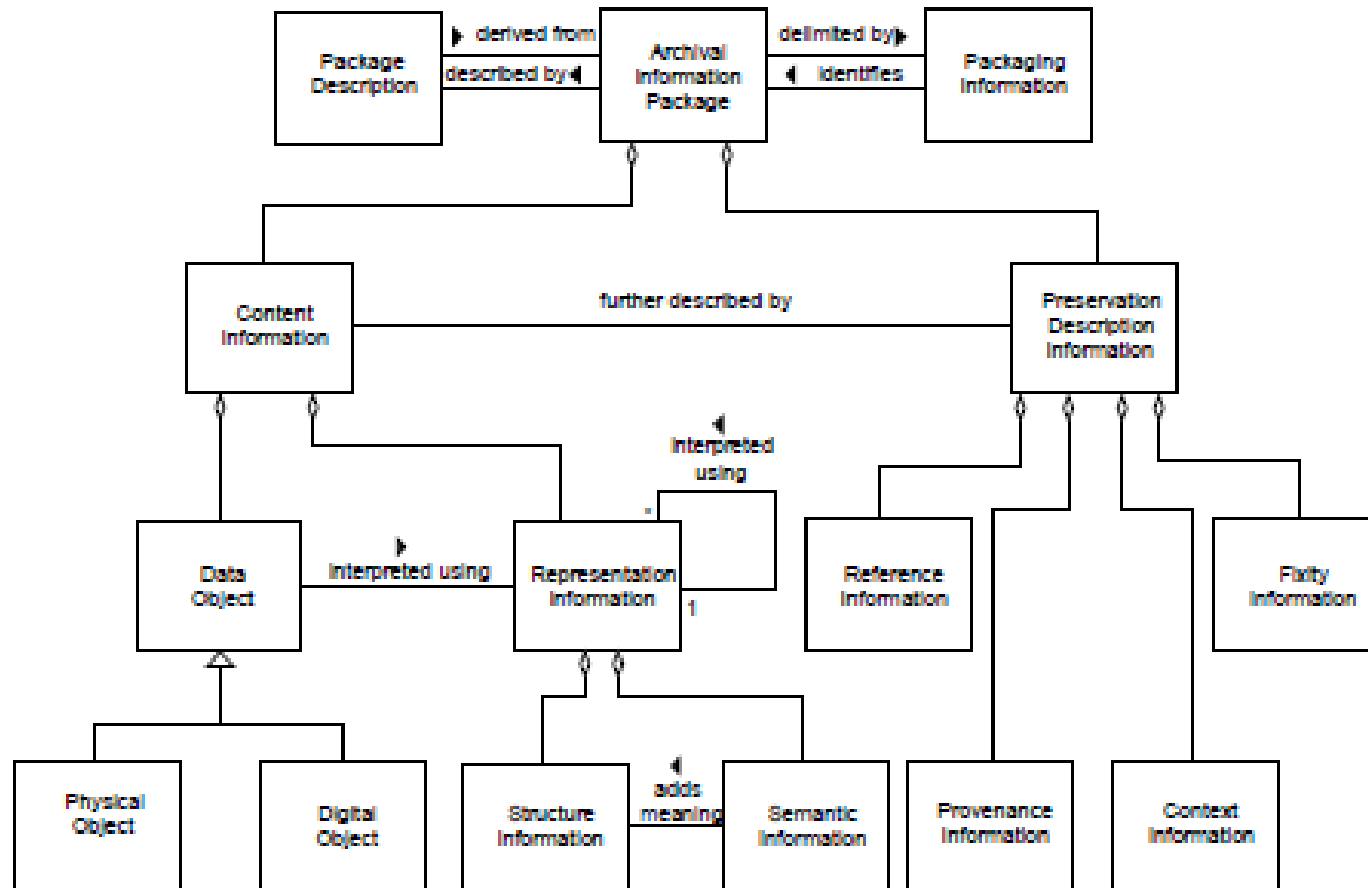 Package
Description
derived from
described by
Archival
Information
Package
delimited by
identifies
Packaging
Information
Content
Information
further described by
Preservation
Description
Information
Interpreted
using
*
1
Data
Object
Interpreted using
Representation
Information
Reference
Information
Fixity
Information
Physical
Object
Digital
Object
Structure
Information
adds
meaning
Semantic
Information
Provenance
Information
Context
Information